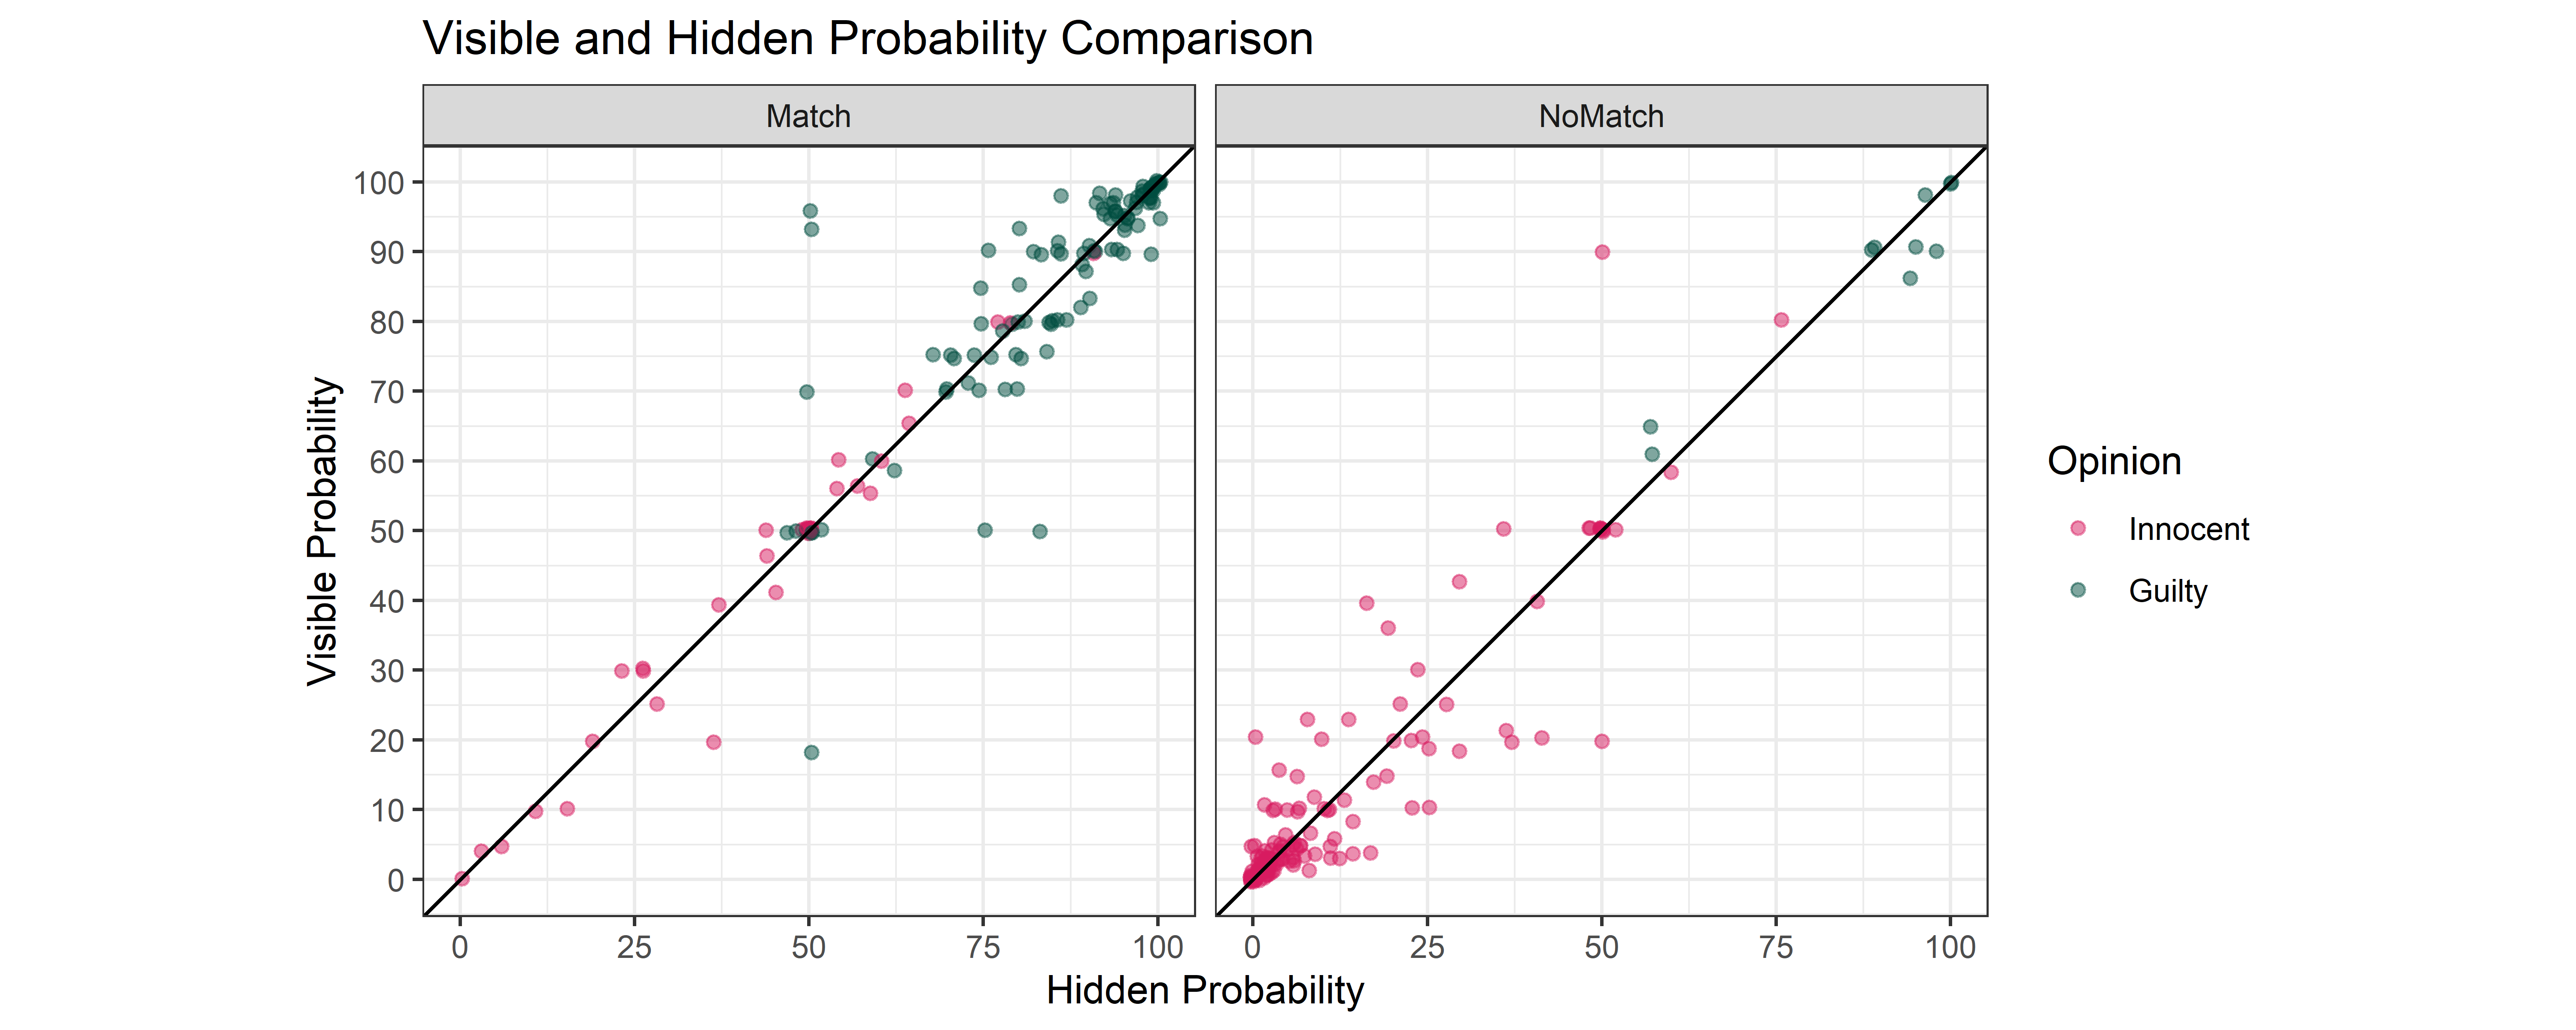 Visible and Hidden Probability Comparison
Match
NoMatch
100
90
80
70
60
50
40
30
20
10
0
Visible Probability
0 25 50 75 100
0 25 50 75 100
Hidden Probability
Opinion
Innocent
Guilty